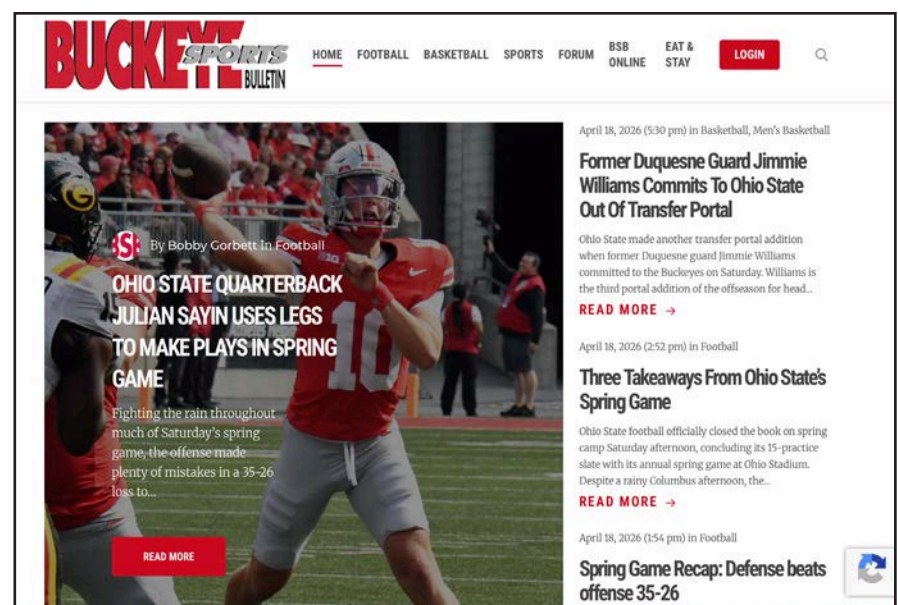 BUCKEYE
SPORTS
BULLETIN
HOME FOOTBALL BASKETBALL SPORTS FORUM BSB ONLINE EAT & STAY LOGIN
By Bobby Gorbett In Football
OHIO STATE QUARTERBACK
JULIAN SAYIN USES LEGS
TO MAKE PLAYS IN SPRING
GAME
Fighting the rain throughout
much of Saturday's spring
game, the offense made
plenty of mistakes in a 35-26
loss to...
READ MORE
10
15
April 18, 2026 (5:30 pm) in Basketball, Men's Basketball
Former Duquesne Guard Jimmie
Williams Commits To Ohio State
Out Of Transfer Portal
Ohio State made another transfer portal addition
when former Duquesne guard Jimmie Williams
committed to the Buckeyes on Saturday. Williams is
the third portal addition of the offseason for head...
READ MORE →
April 18, 2026 (2:52 pm) in Football
Three Takeaways From Ohio State's
Spring Game
Ohio State football officially closed the book on spring
camp Saturday afternoon, concluding its 15-practice
slate with its annual spring game at Ohio Stadium.
Despite a rainy Columbus afternoon, the...
READ MORE →
April 18, 2026 (1:54 pm) in Football
Spring Game Recap: Defense beats
offense 35-26